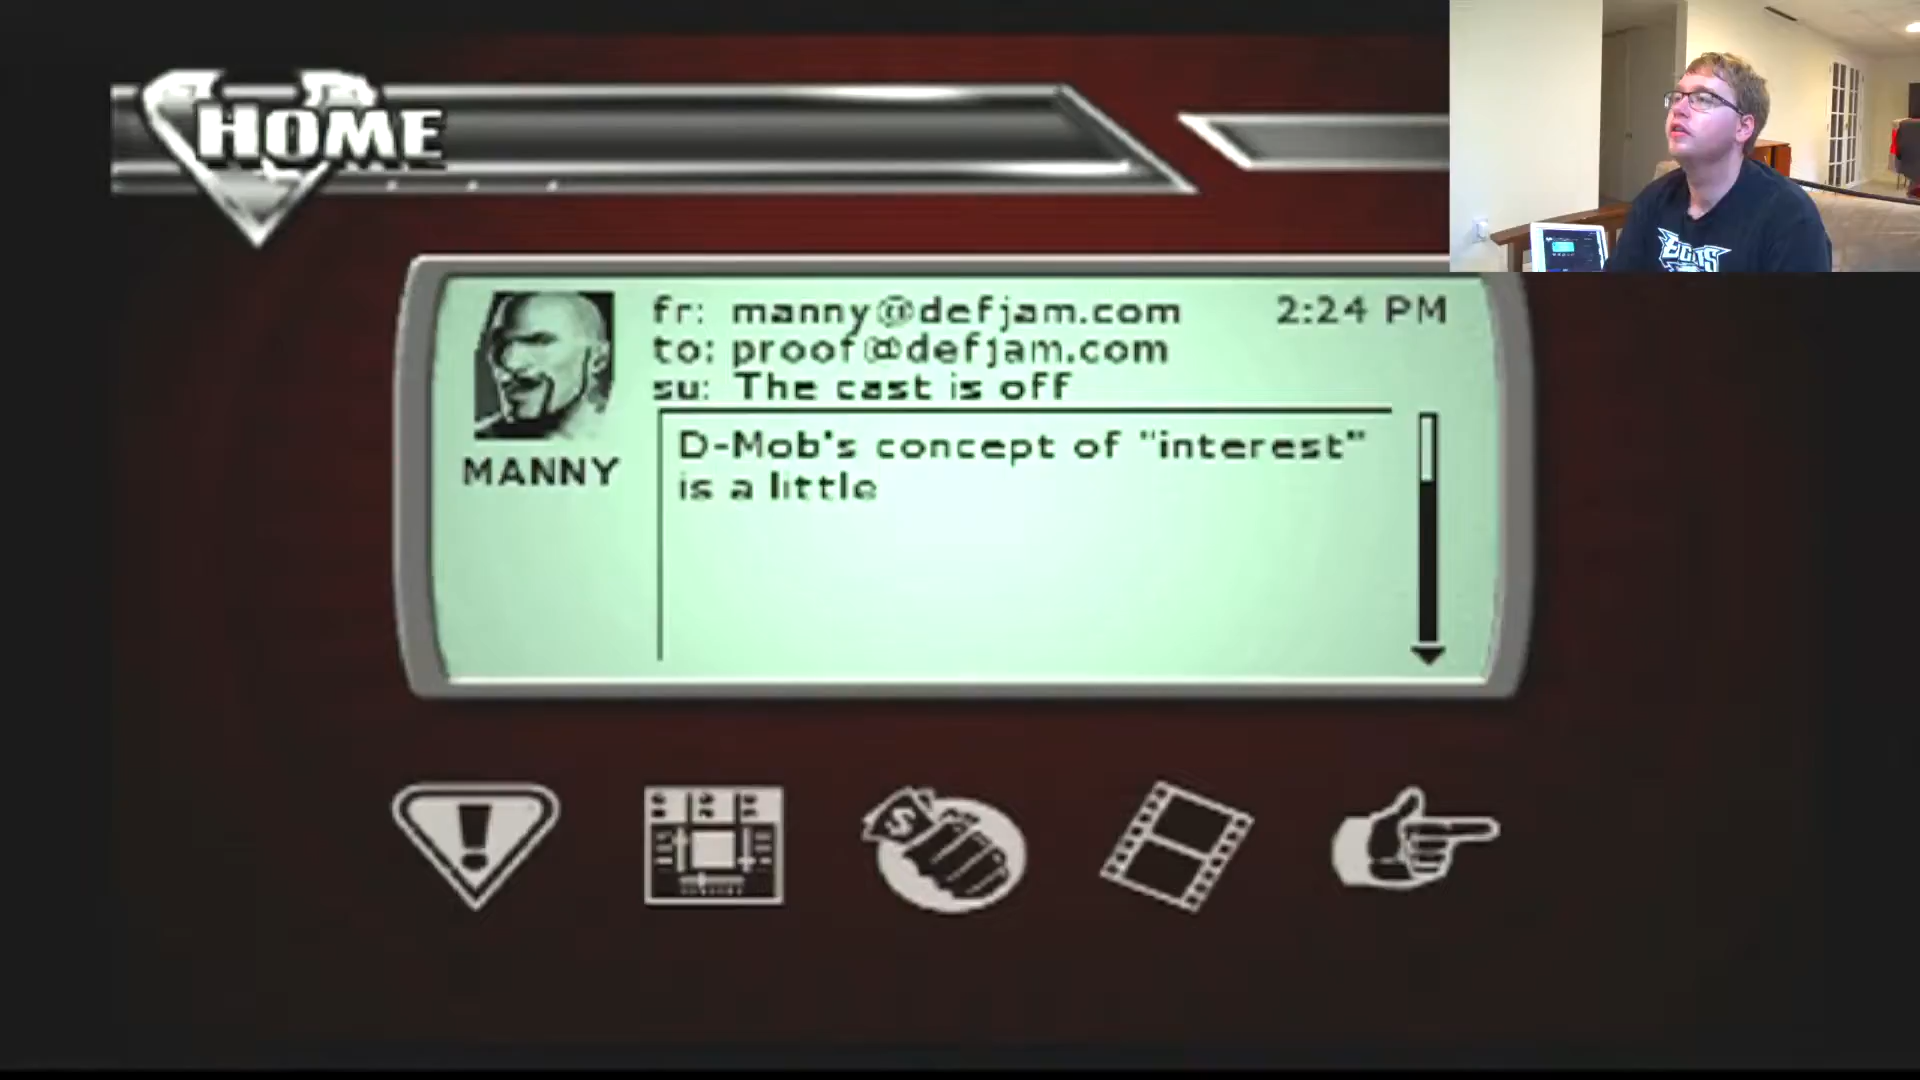 HOME
fr: manny@defjam.com 2:24 PM
to: proof@defjam.com
su: The cast is off
MANNY
D-Mob's concept of "interest"
is a little
$